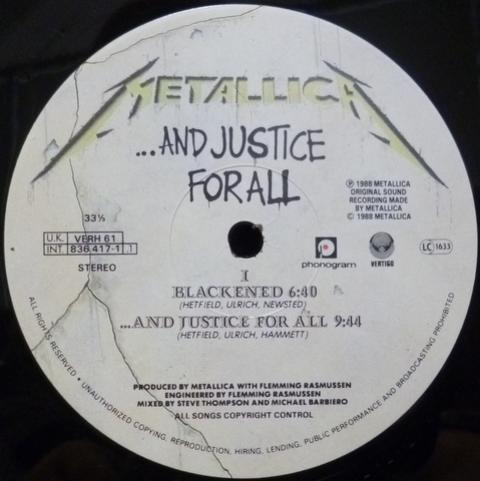 METALLICA
...AND JUSTICE
FOR ALL
Ⓟ 1988 METALLICA
ORIGINAL SOUND
RECORDING MADE
BY METALLICA
© 1988 METALLICA
33⅓
U.K. VERH 61
INT. 836.417-1 .1
STEREO
phonogram
VERTIGO
LC 1633
I
BLACKENED 6:40
(HETFIELD, ULRICH, NEWSTED)
...AND JUSTICE FOR ALL 9:44
(HETFIELD, ULRICH, HAMMETT)
PRODUCED BY METALLICA WITH FLEMMING RASMUSSEN
ENGINEERED BY FLEMMING RASMUSSEN
MIXED BY STEVE THOMPSON AND MICHAEL BARBIERO
ALL SONGS COPYRIGHT CONTROL
ALL RIGHTS RESERVED • UNAUTHORIZED COPYING, REPRODUCTION, HIRING, LENDING, PUBLIC PERFORMANCE AND BROADCASTING PROHIBITED